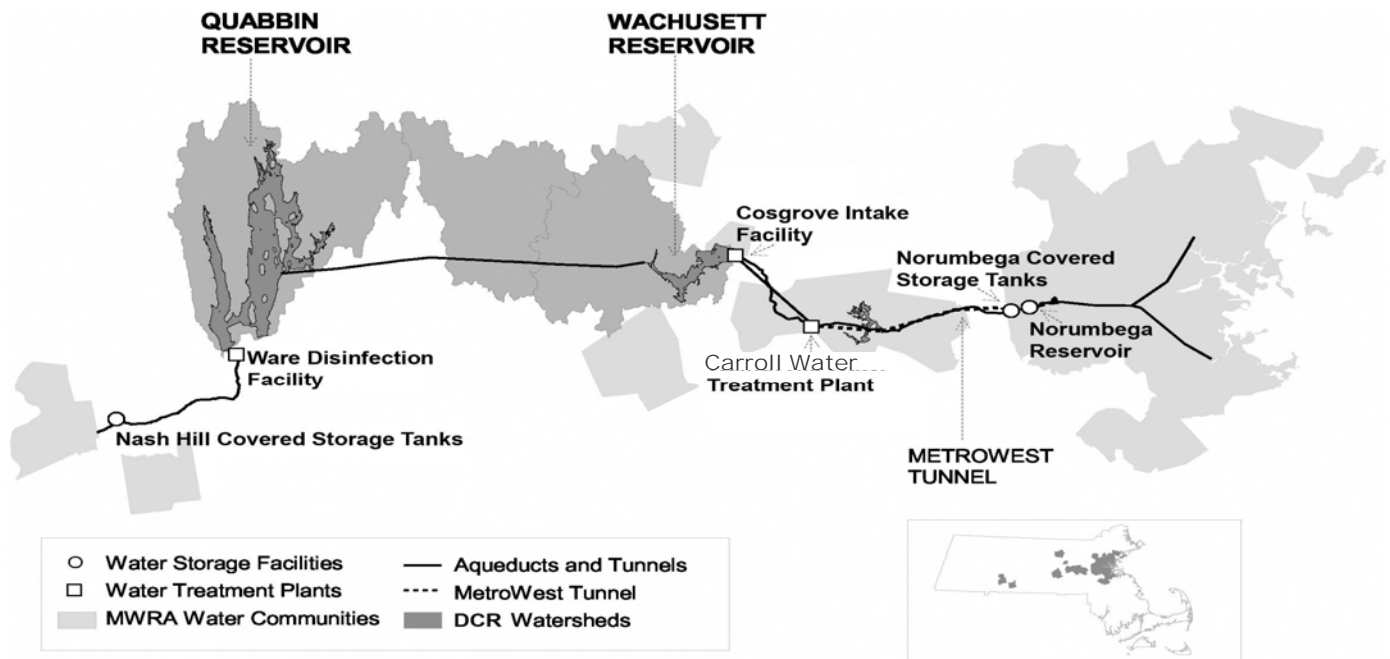 QUABBIN
RESERVOIR
WACHUSETT
RESERVOIR
Cosgrove Intake
Facility
Norumbega Covered
Storage Tanks
Norumbega
Reservoir
Ware Disinfection
Facility
Carroll Water
Treatment Plant
Nash Hill Covered Storage Tanks
METROWEST
TUNNEL
Water Storage Facilities
Water Treatment Plants
MWRA Water Communities
Aqueducts and Tunnels
MetroWest Tunnel
DCR Watersheds